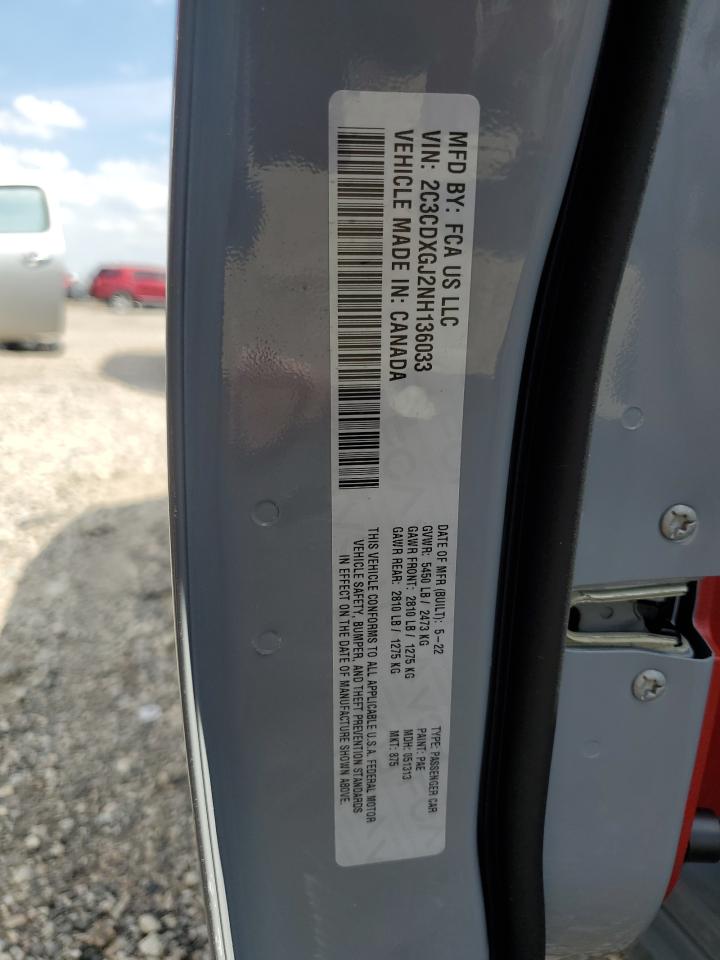 MFD BY: FCA US LLC
VIN: 2C3CDXGJ2NH136033
VEHICLE MADE IN: CANADA
DATE OF MFR (BUILT): 5-22
GVWR: 5450 LB / 2473 KG
GAWR FRONT: 2810 LB / 1275 KG
GAWR REAR: 2810 LB / 1275 KG
TYPE: PASSENGER CAR
PAINT: PAE
MDH: 051313
MKT: 875
THIS VEHICLE CONFORMS TO ALL APPLICABLE U.S.A. FEDERAL MOTOR
VEHICLE SAFETY, BUMPER, AND THEFT PREVENTION STANDARDS
IN EFFECT ON THE DATE OF MANUFACTURE SHOWN ABOVE.